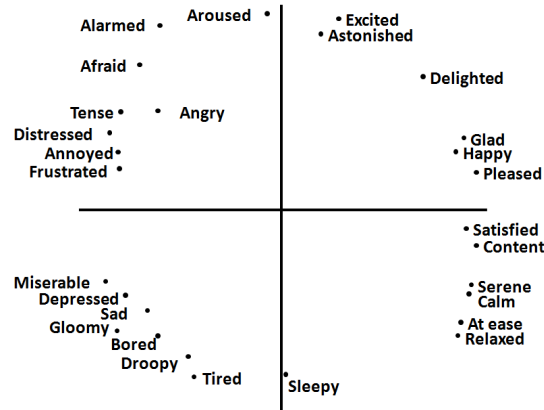 Aroused
Excited
Alarmed
Astonished
Afraid
Delighted
Tense
Angry
Distressed
Glad
Annoyed
Happy
Frustrated
Pleased
Satisfied
Content
Miserable
Serene
Depressed
Calm
Sad
Gloomy
At ease
Bored
Relaxed
Droopy
Tired
Sleepy